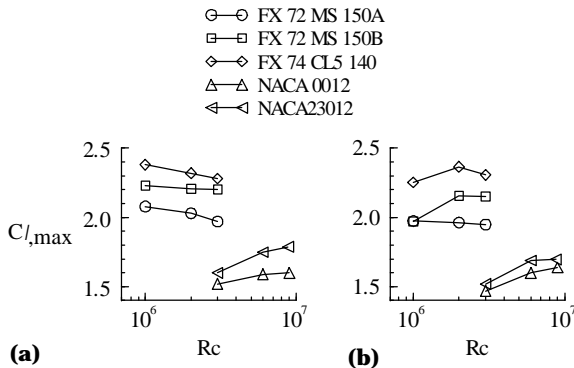 FX 72 MS 150A
FX 72 MS 150B
FX 74 CL5 140
NACA 0012
NACA23012
Cl,max
2.5
2.0
1.5
10^6
10^7
Rc
(a)
2.5
2.0
1.5
10^6
10^7
Rc
(b)